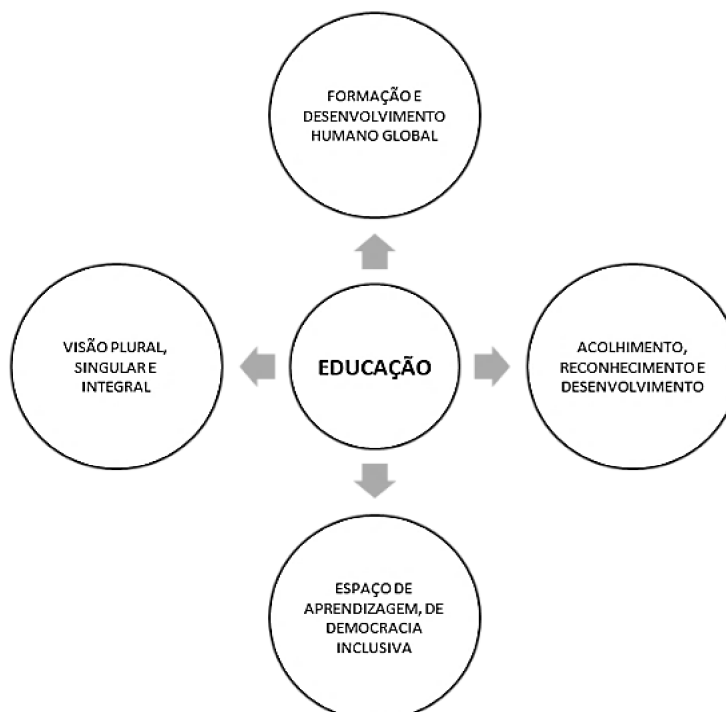 FORMAÇÃO E
DESENVOLVIMENTO
HUMANO GLOBAL
VISÃO PLURAL,
SINGULAR E
INTEGRAL
EDUCAÇÃO
ACOLHIMENTO,
RECONHECIMENTO E
DESENVOLVIMENTO
ESPAÇO DE
APRENDIZAGEM, DE
DEMOCRACIA
INCLUSIVA